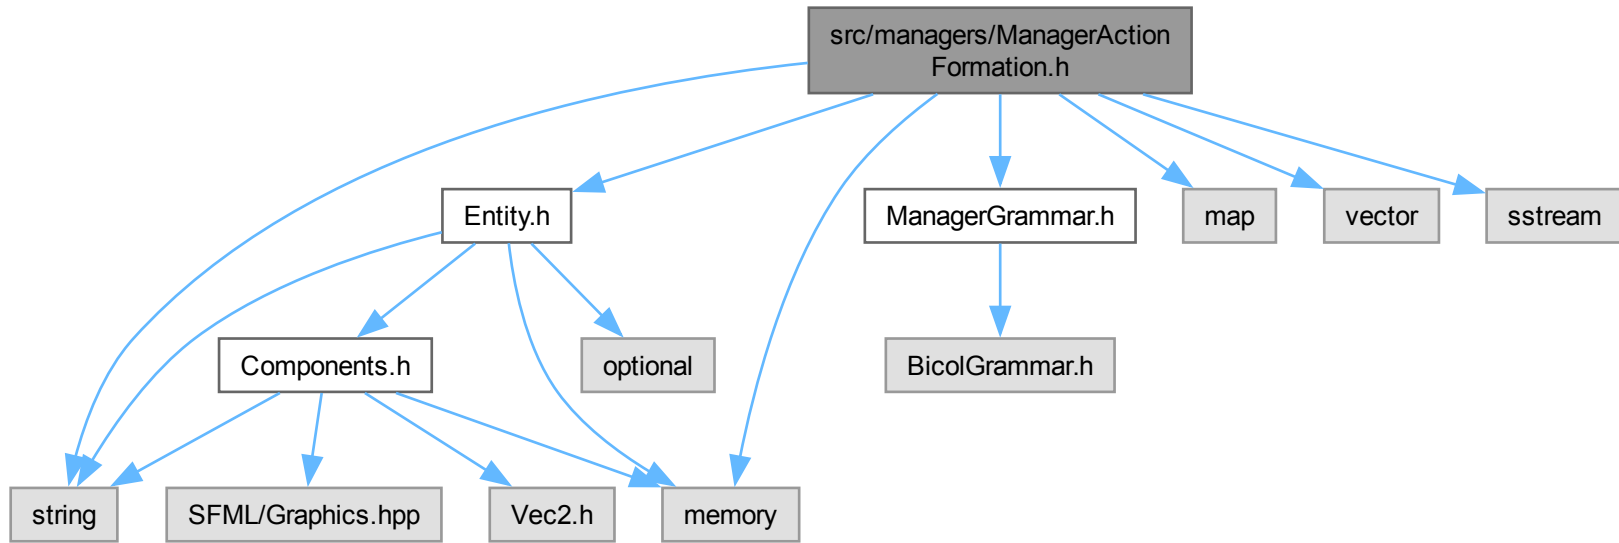 src/managers/ManagerAction
Formation.h
Entity.h
ManagerGrammar.h
map
vector
sstream
Components.h
optional
BicolGrammar.h
string
SFML/Graphics.hpp
Vec2.h
memory